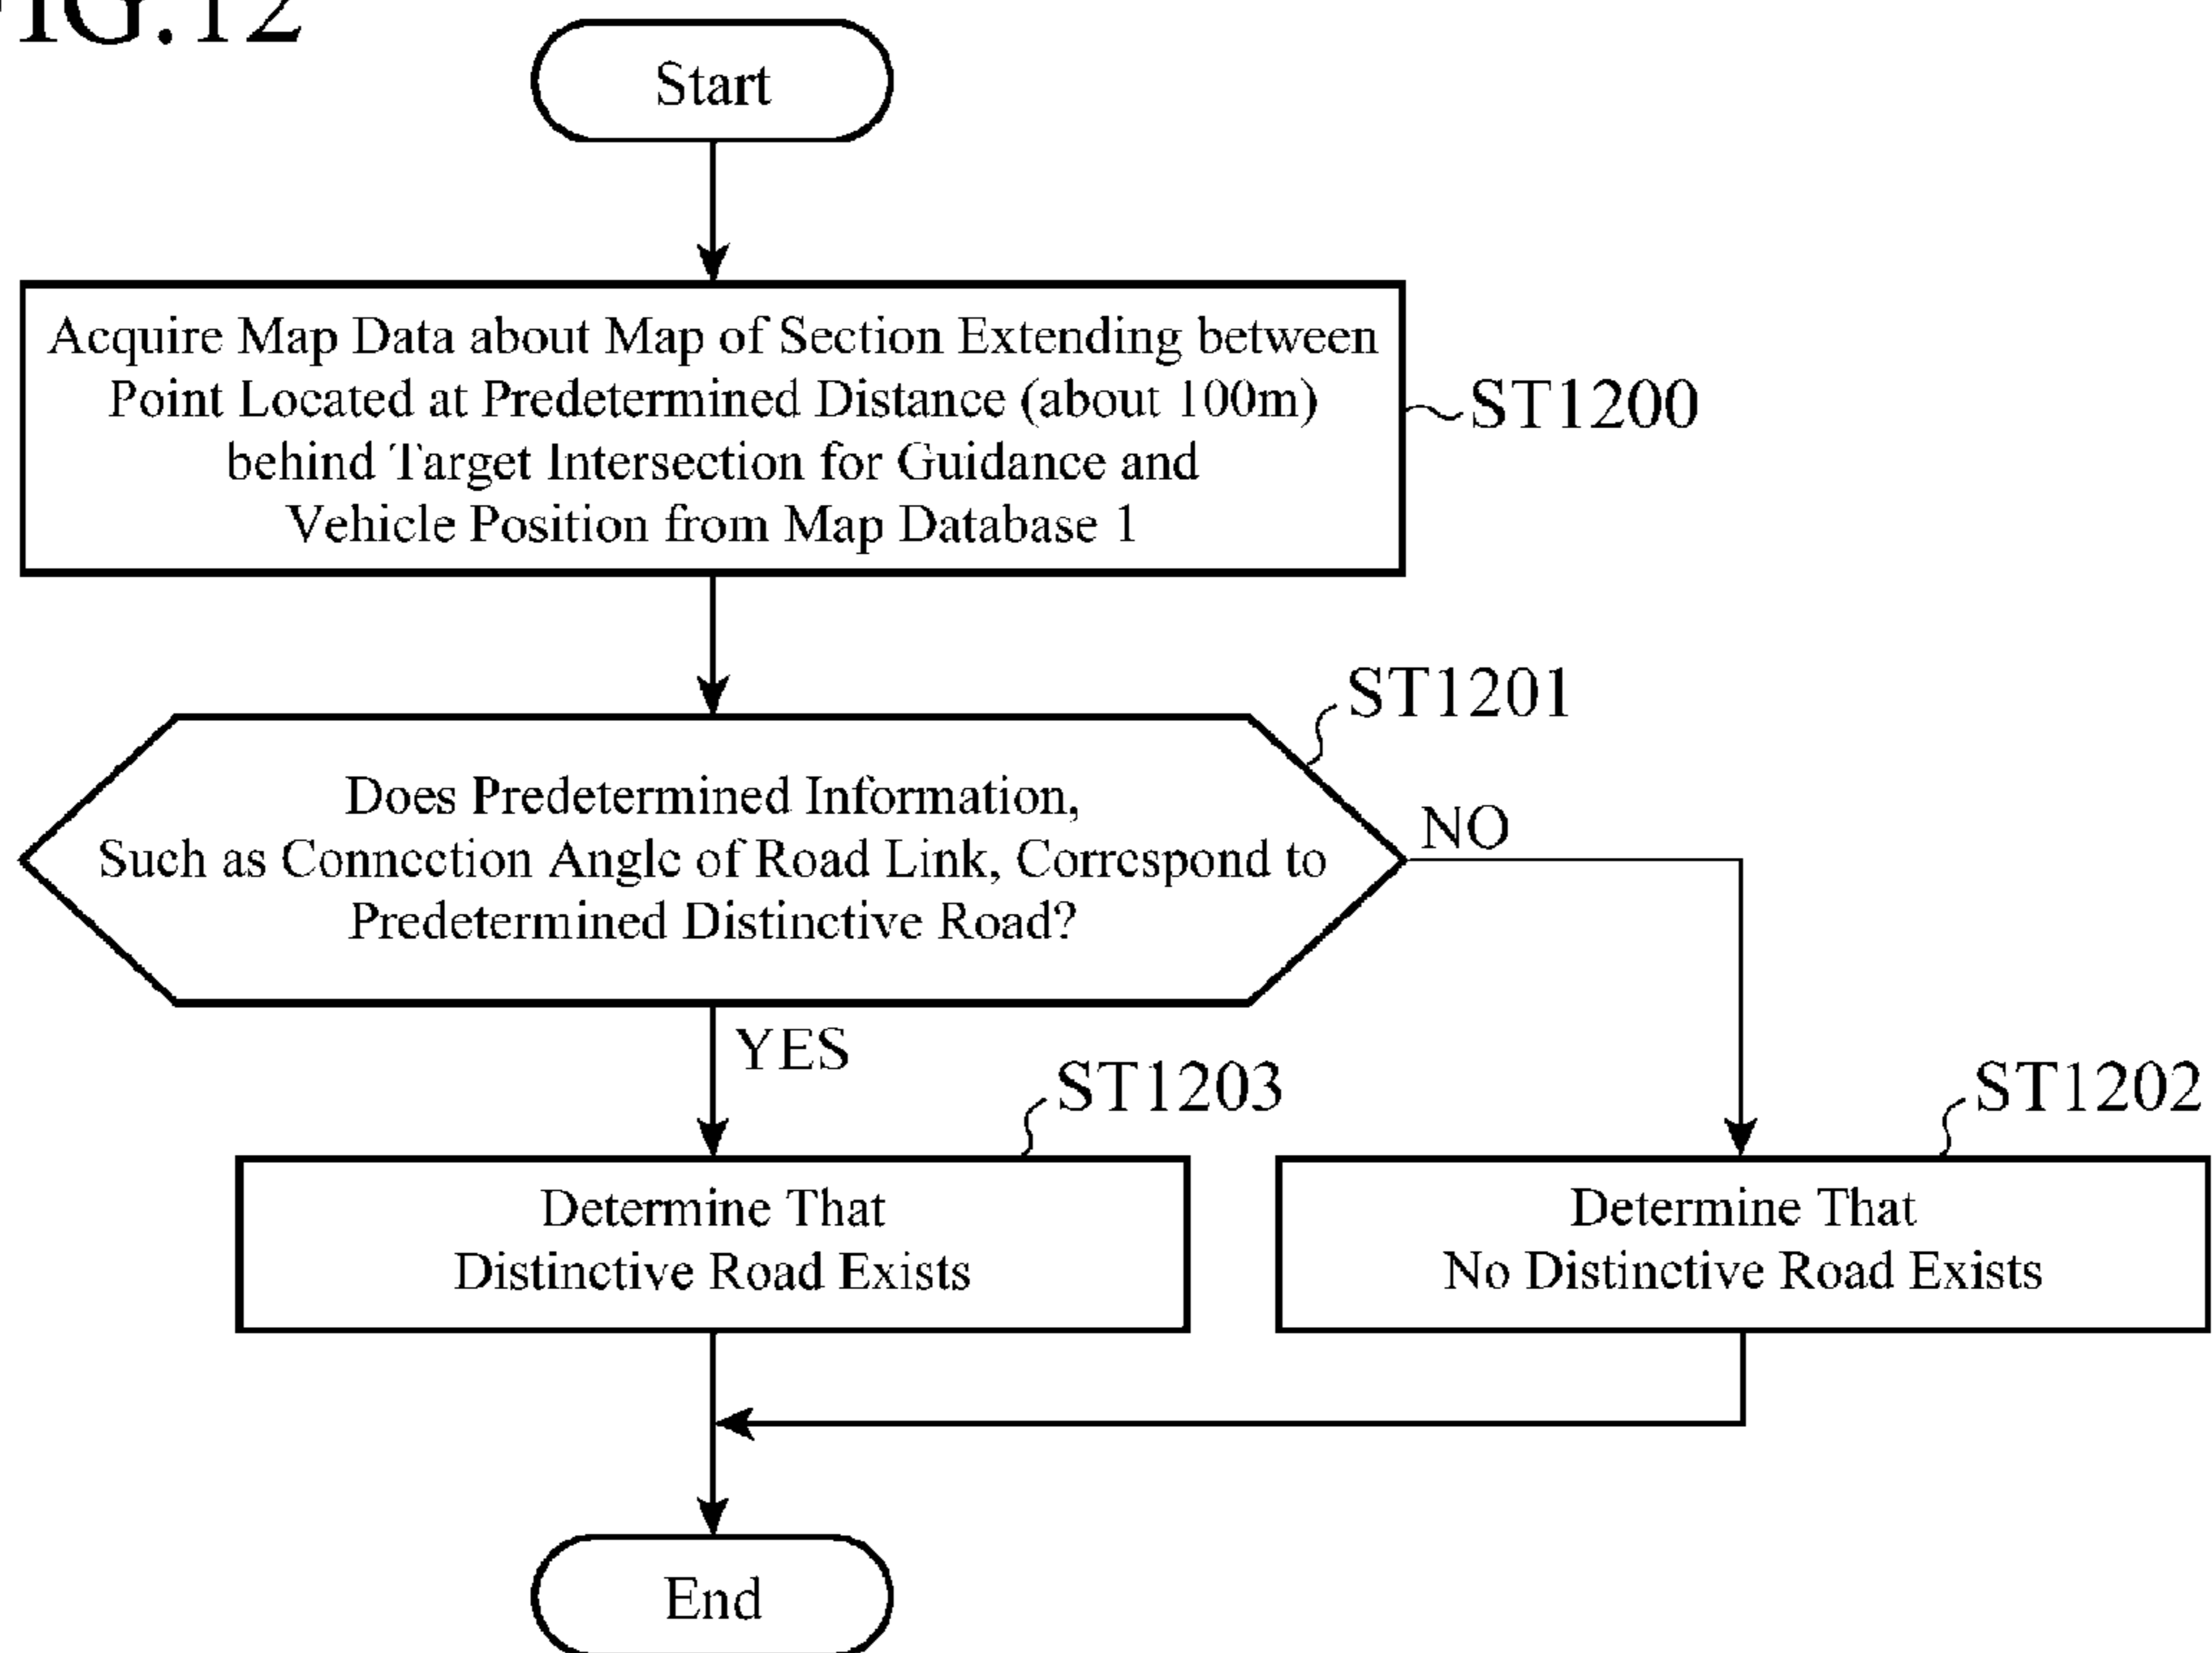 FIG.12
Start
Acquire Map Data about Map of Section Extending between
Point Located at Predetermined Distance (about 100m)
behind Target Intersection for Guidance and
Vehicle Position from Map Database 1
ST1200
ST1201
Does Predetermined Information,
Such as Connection Angle of Road Link, Correspond to
Predetermined Distinctive Road?
NO
YES
ST1203
ST1202
Determine That
Distinctive Road Exists
Determine That
No Distinctive Road Exists
End